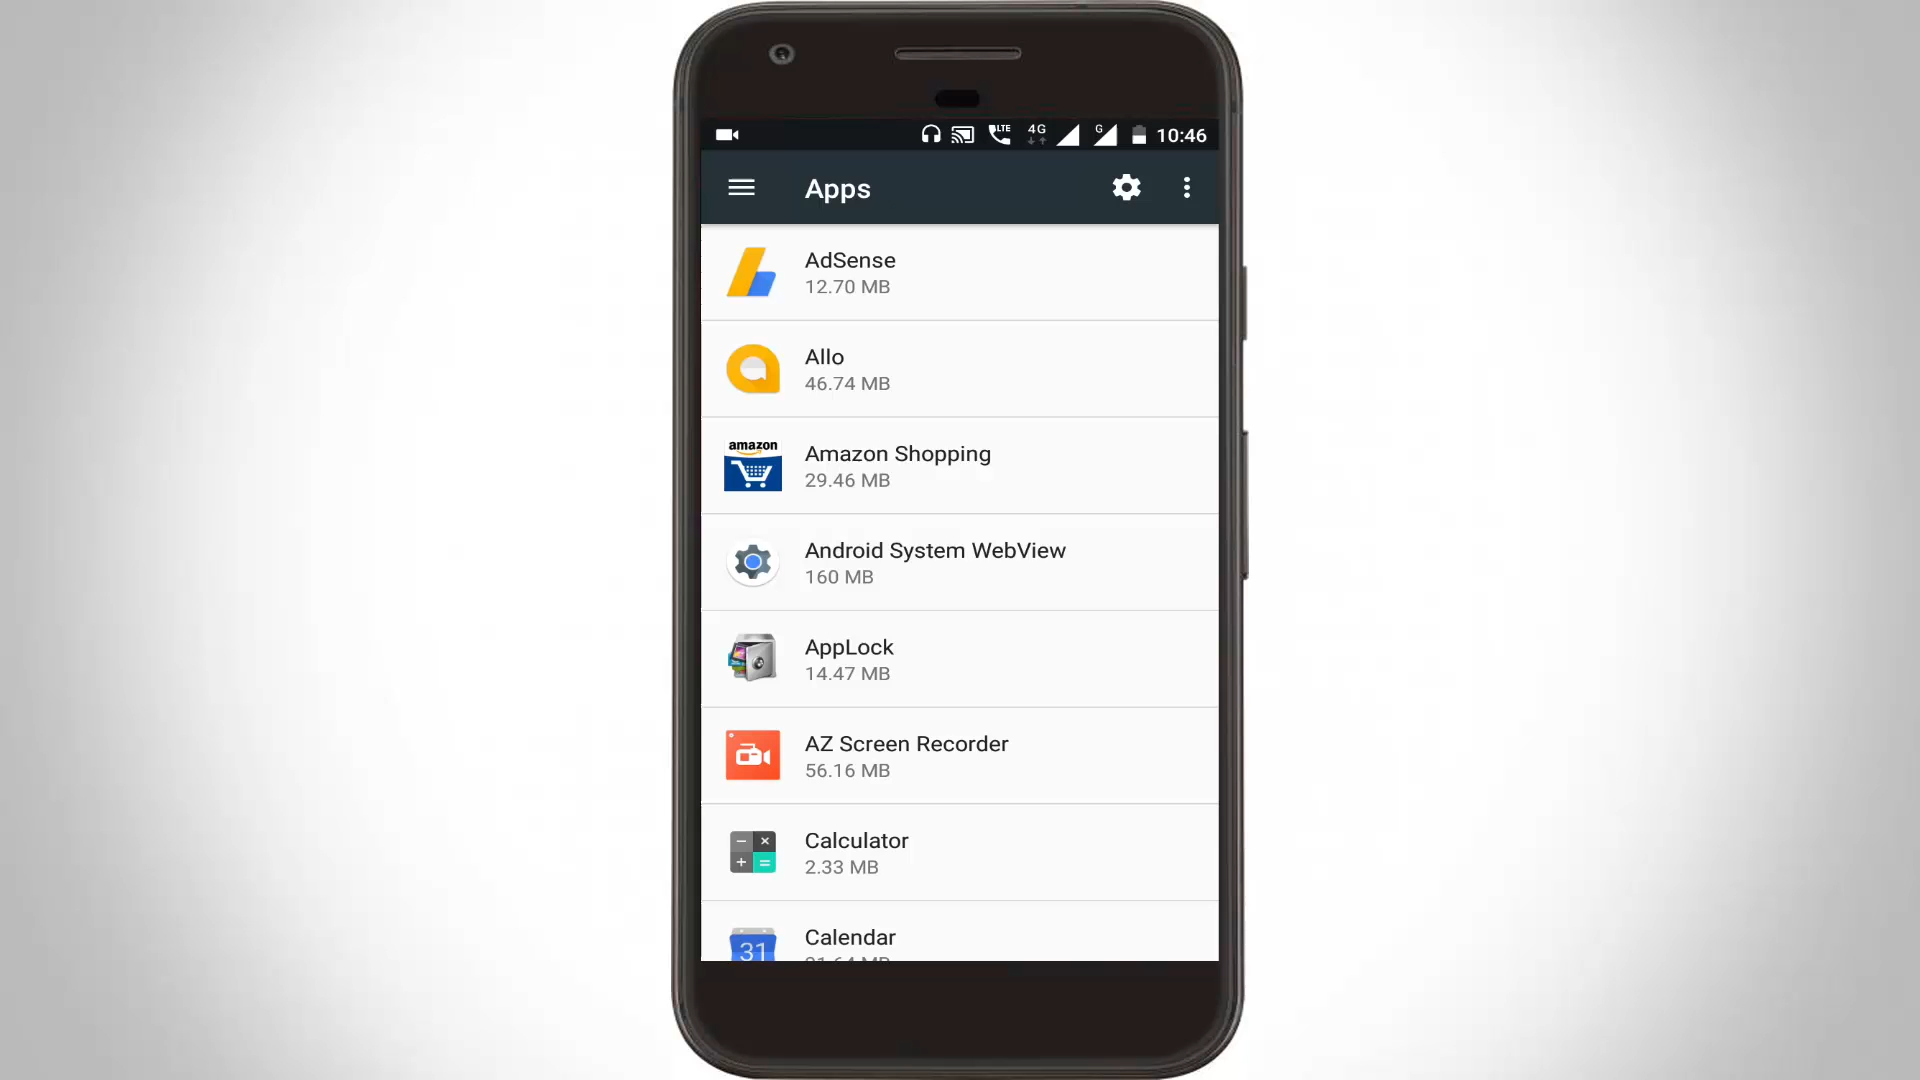 LTE 4G G 10:46
Apps
AdSense
12.70 MB
Allo
46.74 MB
amazon
Amazon Shopping
29.46 MB
Android System WebView
160 MB
AppLock
14.47 MB
AZ Screen Recorder
56.16 MB
Calculator
2.33 MB
31
Calendar